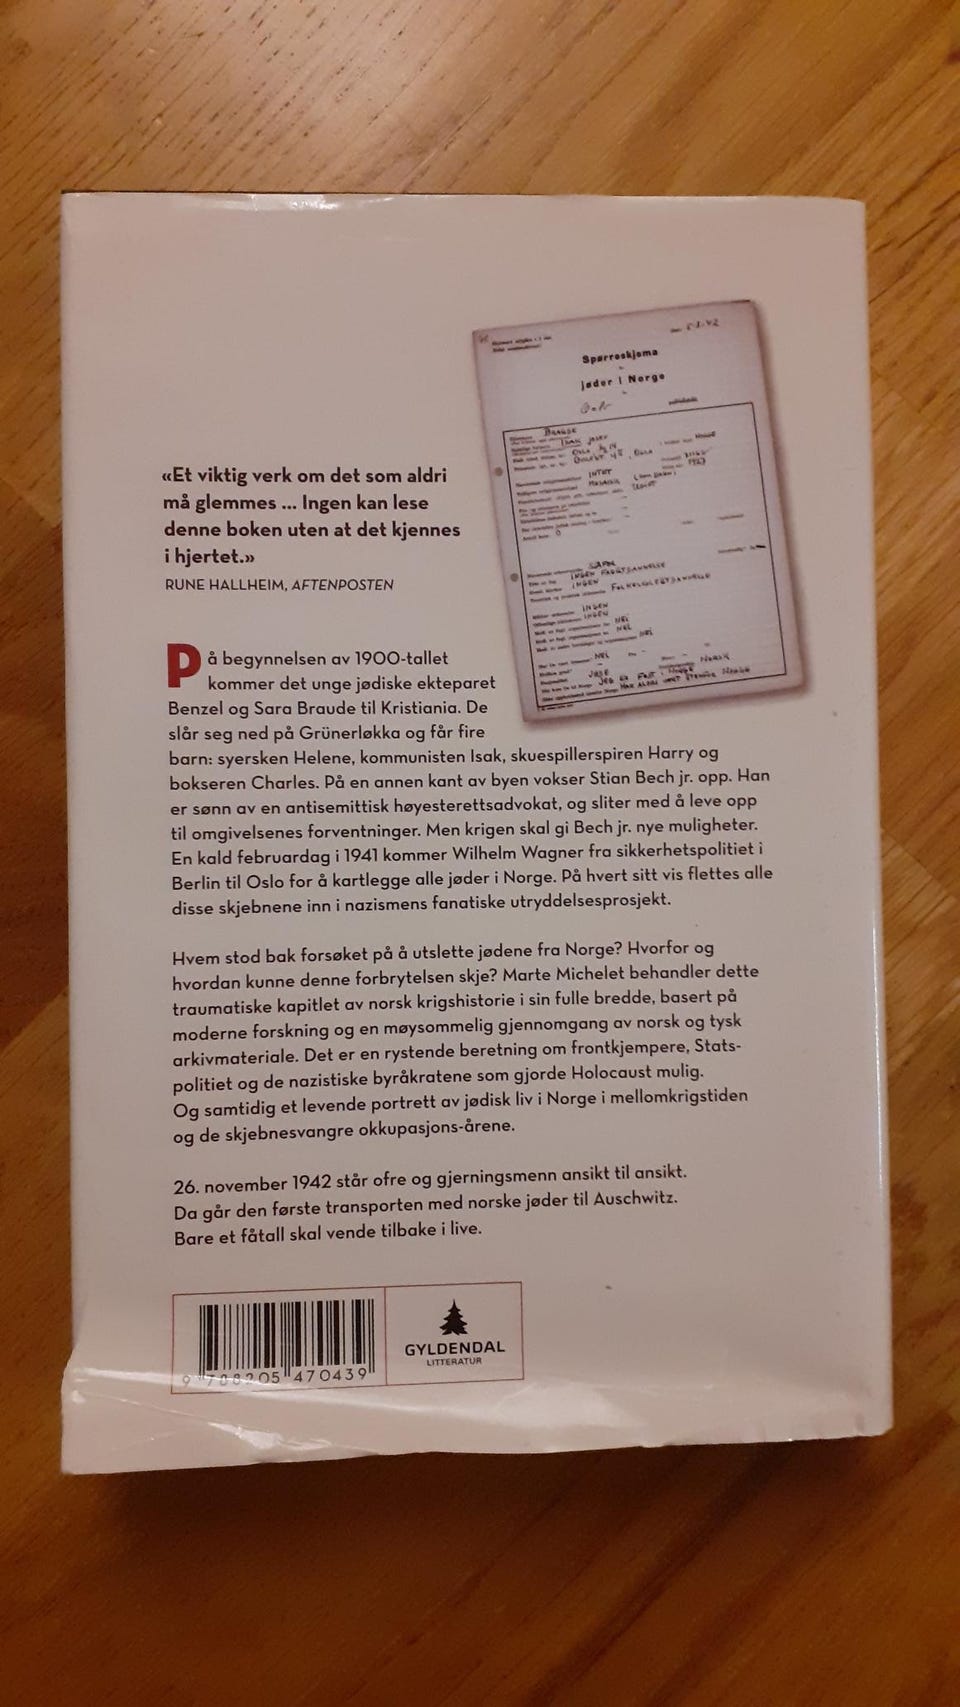 Spørreskjema
jøder i Norge
«Et viktig verk om det som aldri
må glemmes ... Ingen kan lese
denne boken uten at det kjennes
i hjertet.»
RUNE HALLHEIM, AFTENPOSTEN
På begynnelsen av 1900-tallet
kommer det unge jødiske ekteparet
Benzel og Sara Braude til Kristiania. De
slår seg ned på Grünerløkka og får fire
barn: syersken Helene, kommunisten Isak, skuespillerspiren Harry og
bokseren Charles. På en annen kant av byen vokser Stian Bech jr. opp. Han
er sønn av en antisemittisk høyesterettsadvokat, og sliter med å leve opp
til omgivelsenes forventninger. Men krigen skal gi Bech jr. nye muligheter.
En kald februardag i 1941 kommer Wilhelm Wagner fra sikkerhetspolitiet i
Berlin til Oslo for å kartlegge alle jøder i Norge. På hvert sitt vis flettes alle
disse skjebnene inn i nazismens fanatiske utryddelsesprosjekt.
Hvem stod bak forsøket på å utslette jødene fra Norge? Hvorfor og
hvordan kunne denne forbrytelsen skje? Marte Michelet behandler dette
traumatiske kapitlet av norsk krigshistorie i sin fulle bredde, basert på
moderne forskning og en møysommelig gjennomgang av norsk og tysk
arkivmateriale. Det er en rystende beretning om frontkjempere, Stats-
politiet og de nazistiske byråkratene som gjorde Holocaust mulig.
Og samtidig et levende portrett av jødisk liv i Norge i mellomkrigstiden
og de skjebnesvangre okkupasjons-årene.
26. november 1942 står ofre og gjerningsmenn ansikt til ansikt.
Da går den første transporten med norske jøder til Auschwitz.
Bare et fåtall skal vende tilbake i live.
9 788205 470439
GYLDENDAL
LITTERATUR